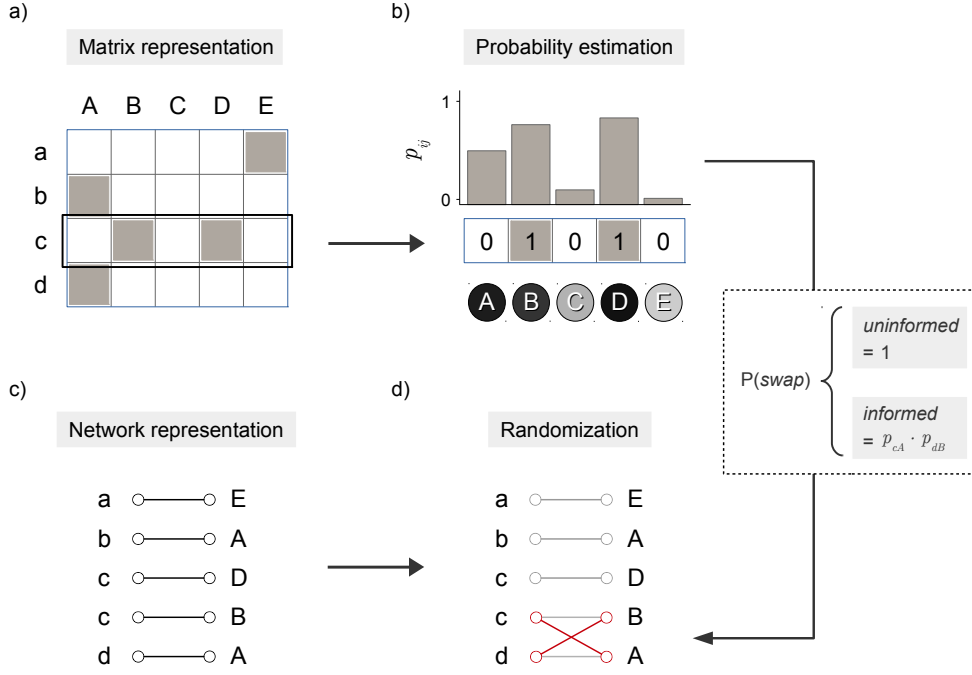 a)
Matrix representation
A B C D E
a
b
c
d
b)
Probability estimation
1
p_ij
0
0 1 0 1 0
A B C D E
P(swap)
uninformed
= 1
informed
= p_cA · p_dB
c)
Network representation
a E
b A
c D
c B
d A
d)
Randomization
a E
b A
c D
c B
d A